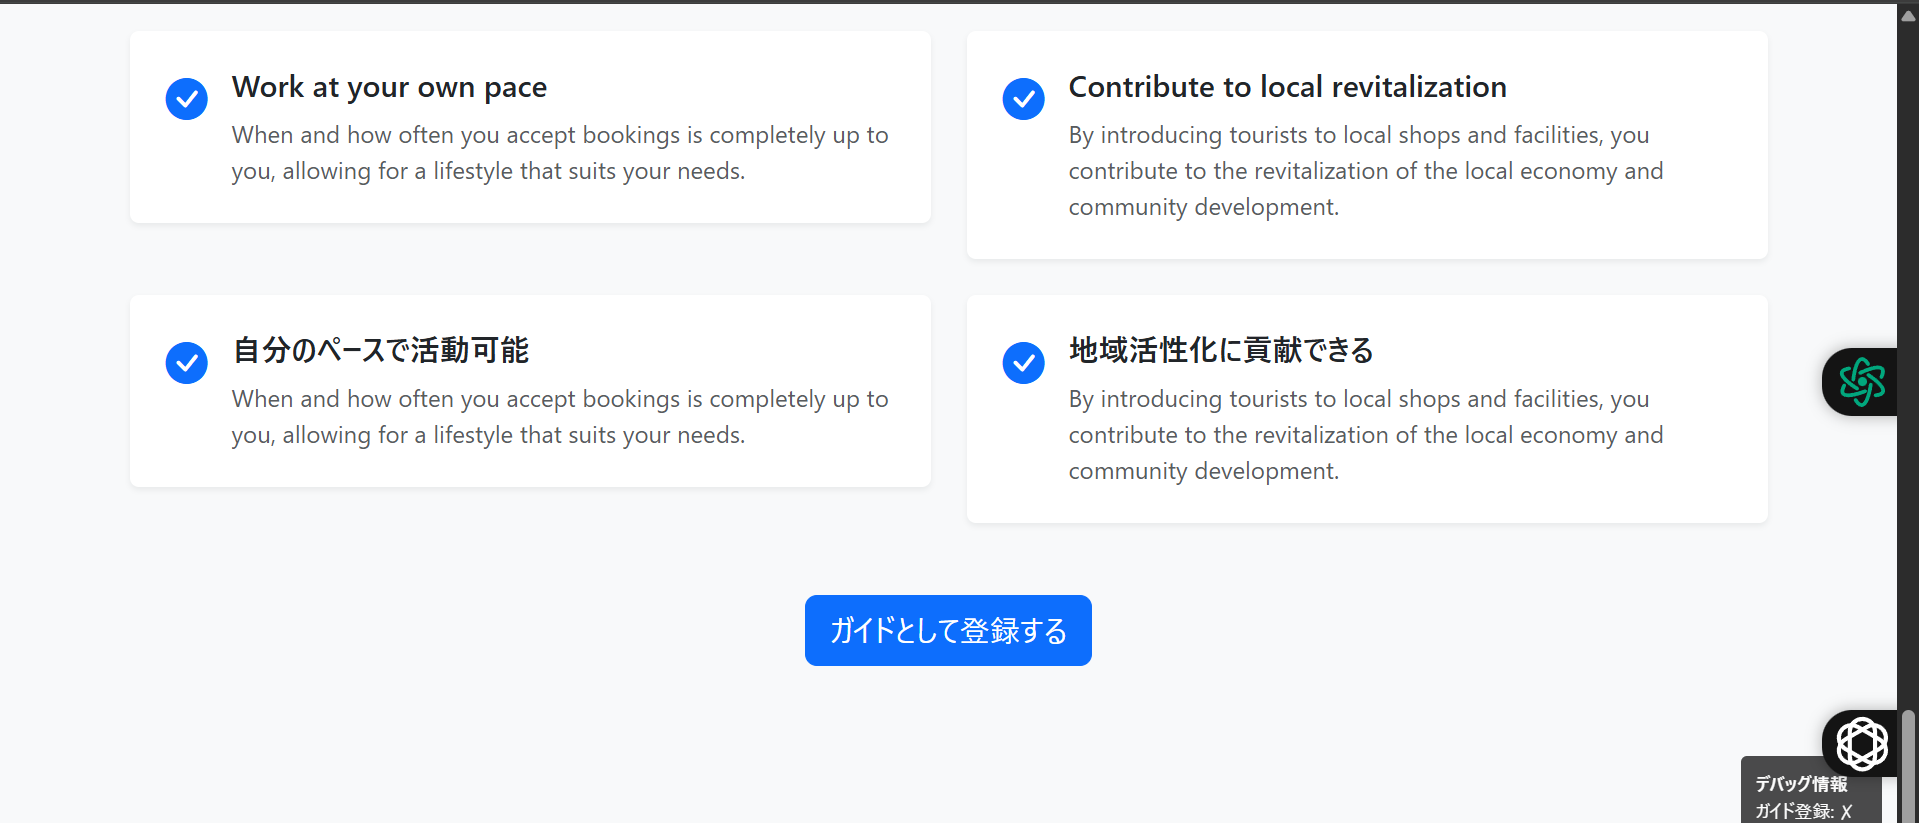 Work at your own pace
When and how often you accept bookings is completely up to
you, allowing for a lifestyle that suits your needs.
Contribute to local revitalization
By introducing tourists to local shops and facilities, you
contribute to the revitalization of the local economy and
community development.
自分のペースで活動可能
When and how often you accept bookings is completely up to
you, allowing for a lifestyle that suits your needs.
地域活性化に貢献できる
By introducing tourists to local shops and facilities, you
contribute to the revitalization of the local economy and
community development.
ガイドとして登録する
デバッグ情報
ガイド登録: ✗